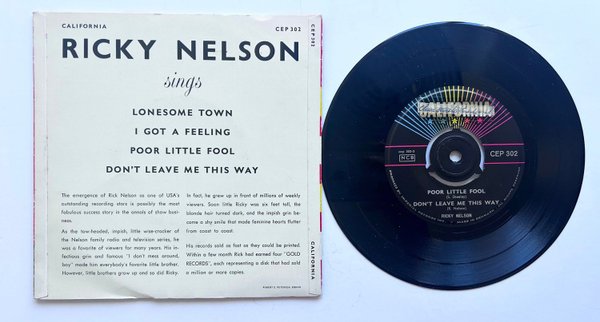 CALIFORNIA
CEP 302
RICKY NELSON
sings
LONESOME TOWN
I GOT A FEELING
POOR LITTLE FOOL
DON'T LEAVE ME THIS WAY
The emergence of Rick Nelson as one of USA's
outstanding recording stars is possibly the most
fabulous success story in the annals of show busi-
ness.
As the tow-headed, impish, little wise-cracker of
the Nelson family radio and television series, he
was a favorite of viewers for many years. His in-
fectious grin and famous "I don't mess around,
boy" made him everybody's favorite little brother.
However, little brothers grow up and so did Ricky.
In fact, he grew up in front of millions of weekly
viewers. Soon little Ricky was six feet tall, the
blonde hair turned dark, and the impish grin be-
came a shy smile that made feminine hearts flutter
from coast to coast.
His records sold as fast as they could be printed.
Within a few month Rick had earned four "GOLD
RECORDS", each representing a disk that had sold
a million or more copies.
CEP 302
CALIFORNIA
CALIFORNIA
NCB
CEP 302
POOR LITTLE FOOL
DON'T LEAVE ME THIS WAY
RICKY NELSON